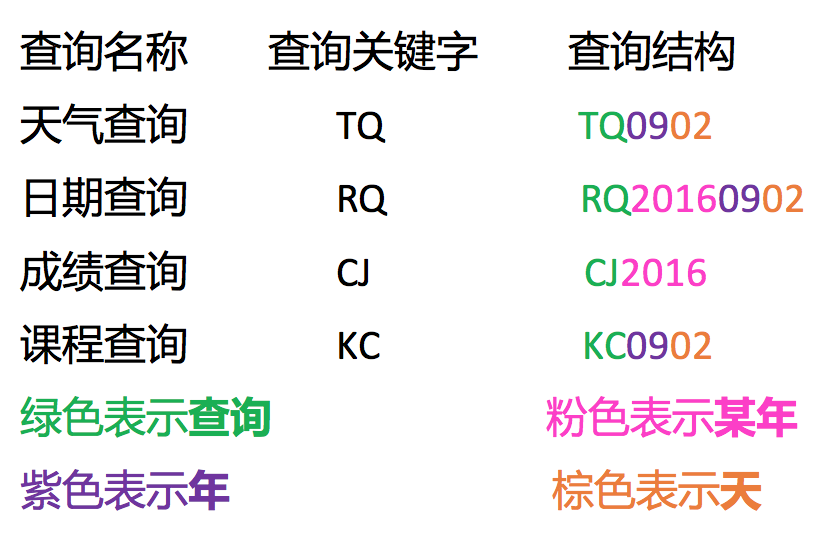 查询名称 查询关键字 查询结构
天气查询 TQ TQ0902
日期查询 RQ RQ20160902
成绩查询 CJ CJ2016
课程查询 KC KC0902
绿色表示查询 粉色表示某年
紫色表示年 棕色表示天